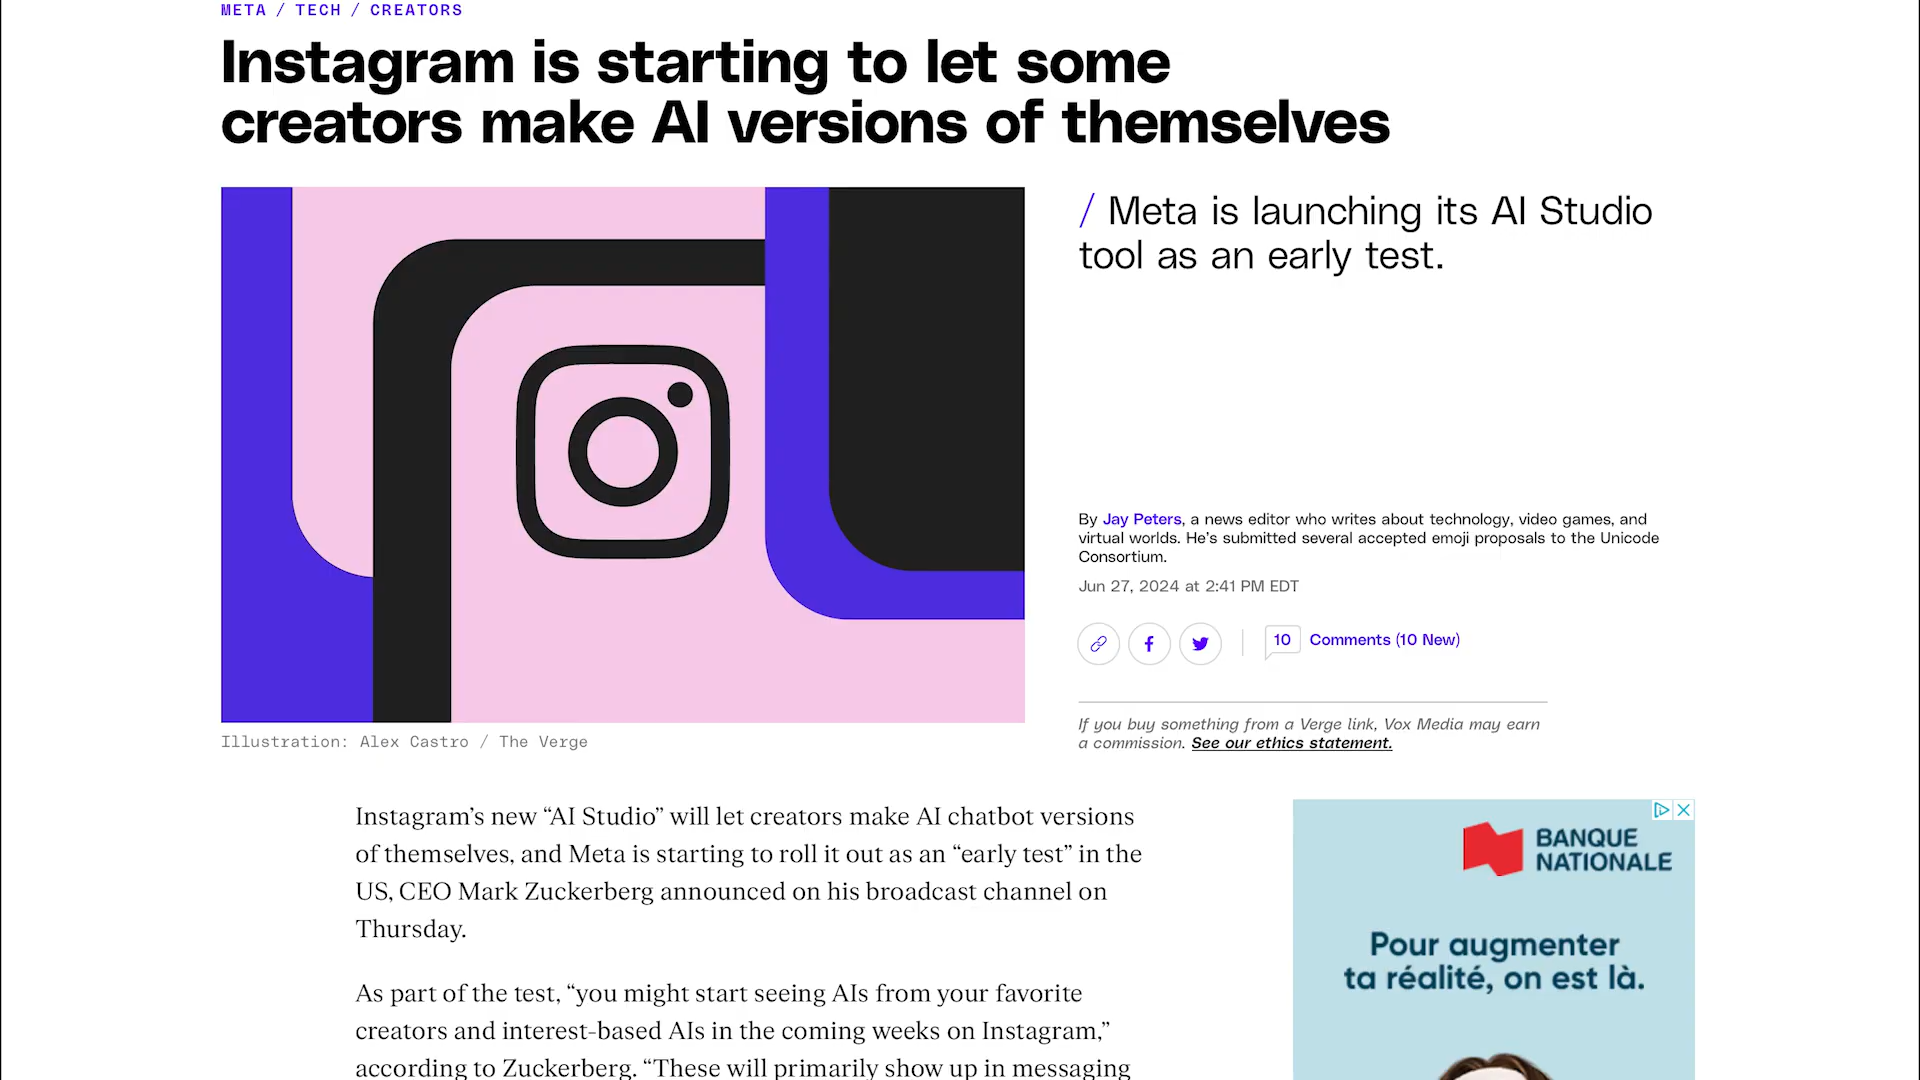 META / TECH / CREATORS
Instagram is starting to let some
creators make AI versions of themselves
/ Meta is launching its AI Studio
tool as an early test.
By Jay Peters, a news editor who writes about technology, video games, and
virtual worlds. He’s submitted several accepted emoji proposals to the Unicode
Consortium.
Jun 27, 2024 at 2:41 PM EDT
10 Comments (10 New)
If you buy something from a Verge link, Vox Media may earn
a commission. See our ethics statement.
Illustration: Alex Castro / The Verge
Instagram’s new “AI Studio” will let creators make AI chatbot versions
of themselves, and Meta is starting to roll it out as an “early test” in the
US, CEO Mark Zuckerberg announced on his broadcast channel on
Thursday.
As part of the test, “you might start seeing AIs from your favorite
creators and interest-based AIs in the coming weeks on Instagram,”
according to Zuckerberg. “These will primarily show up in messaging
BANQUE
NATIONALE
Pour augmenter
ta réalité, on est là.